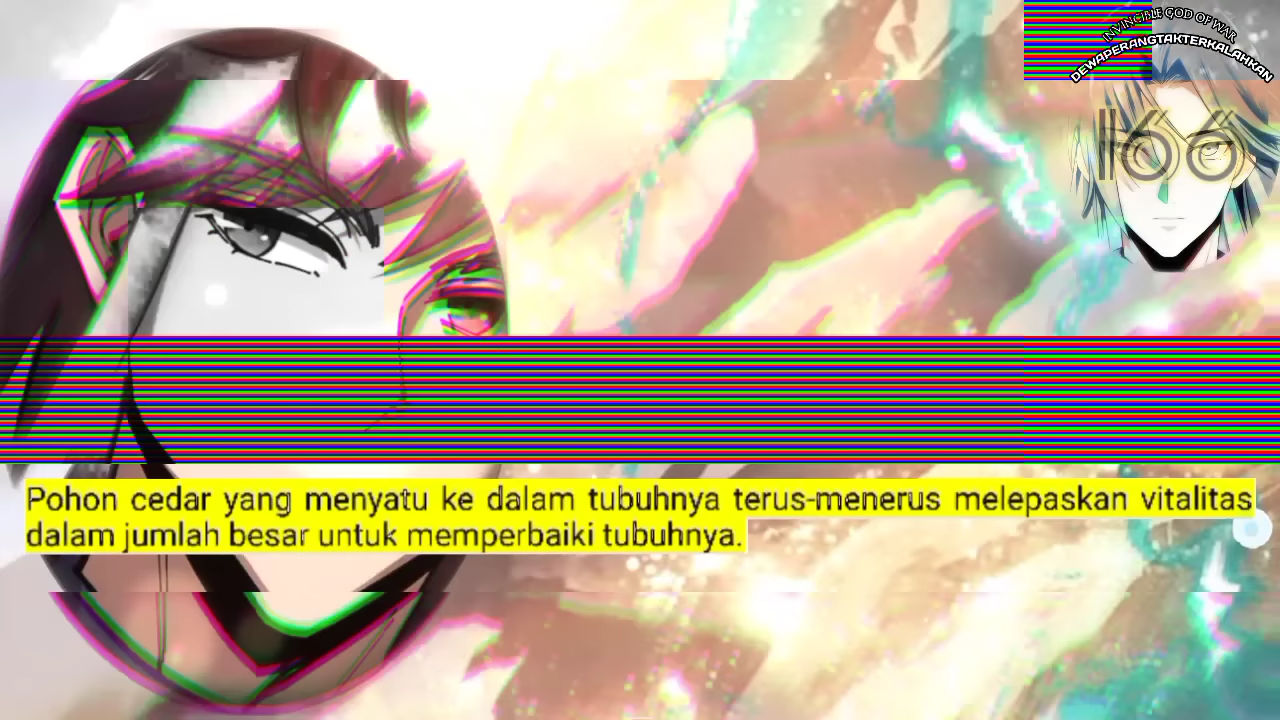 INVINCIBLE GOD OF WAR
DEWAPERANGTAKTERKALAHKAN
166
Pohon cedar yang menyatu ke dalam tubuhnya terus-menerus melepaskan vitalitas
dalam jumlah besar untuk memperbaiki tubuhnya.